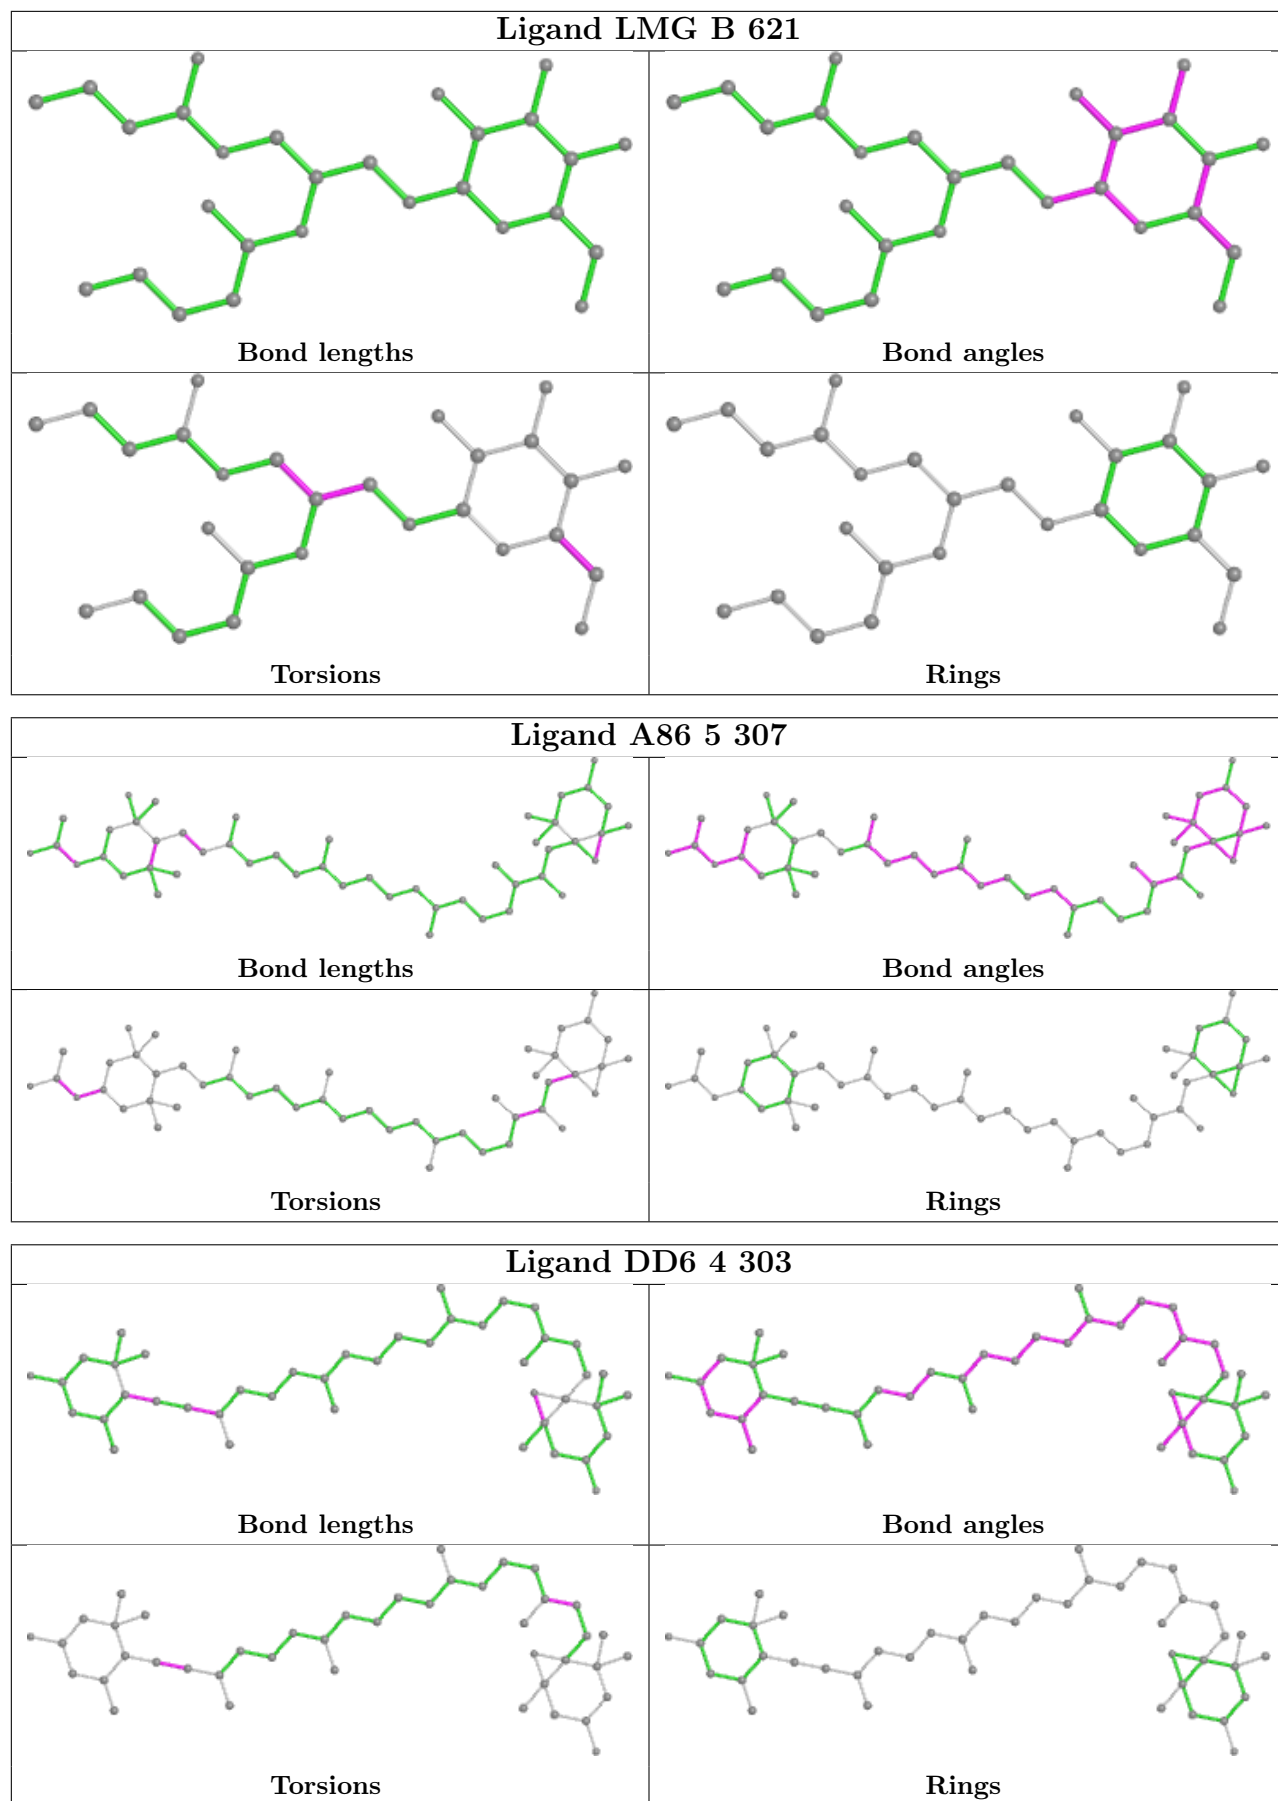 Ligand LMG B 621
Bond lengths
Bond angles
Torsions
Rings
Ligand A86 5 307
Bond lengths
Bond angles
Torsions
Rings
Ligand DD6 4 303
Bond lengths
Bond angles
Torsions
Rings